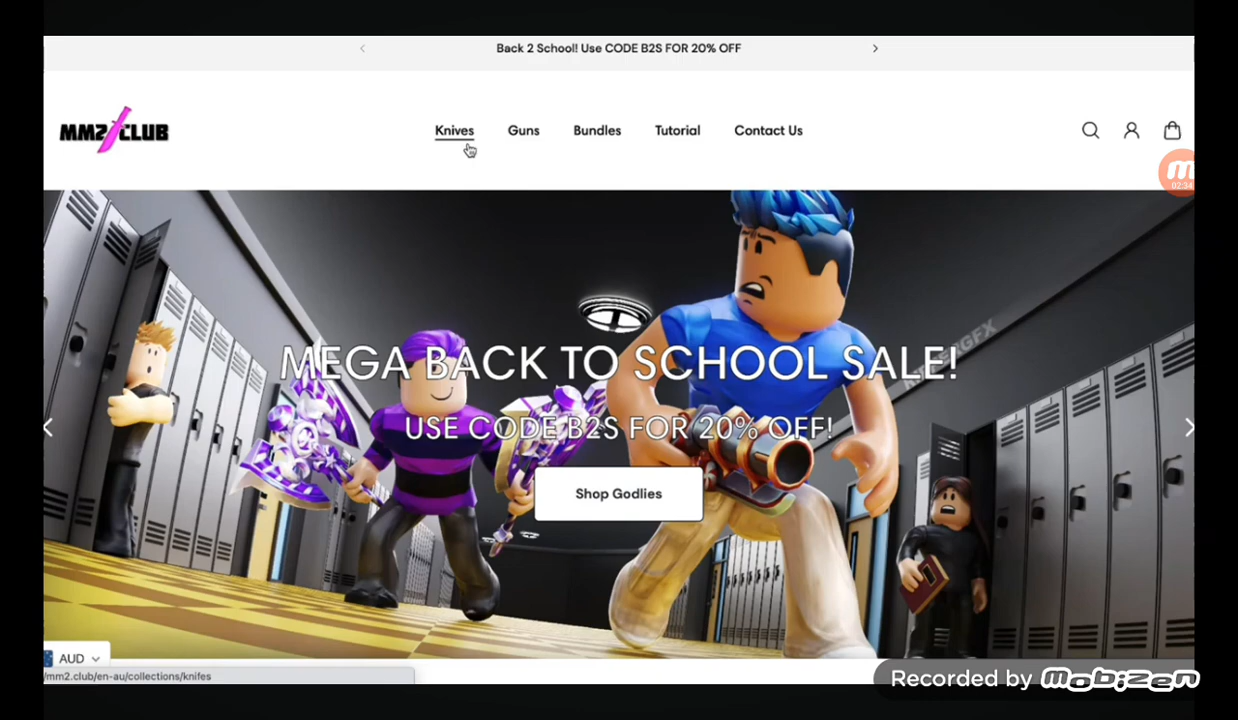 Back 2 School! Use CODE B2S FOR 20% OFF
MM2 CLUB
Knives
Guns
Bundles
Tutorial
Contact Us
02:34
MEGA BACK TO SCHOOL SALE!
USE CODE B2S FOR 20% OFF!
Shop Godlies
AUD
/mm2.club/en-au/collections/knifes
Recorded by mobizen